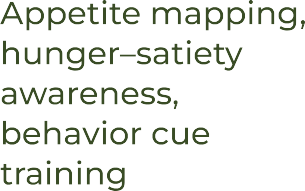 Appetite mapping,
hunger–satiety
awareness,
behavior cue
training